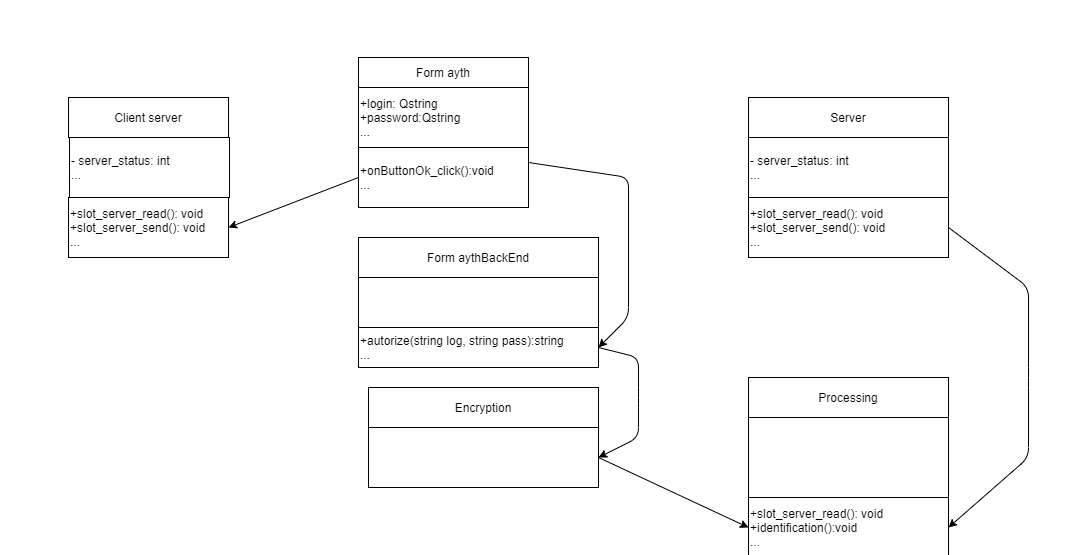 Form ayth
+login: Qstring
+password:Qstring
...
+onButtonOk_click():void
...
Client server
- server_status: int
...
+slot_server_read(): void
+slot_server_send(): void
...
Server
- server_status: int
...
+slot_server_read(): void
+slot_server_send(): void
...
Form aythBackEnd
+autorize(string log, string pass):string
...
Encryption
Processing
+slot_server_read(): void
+identification():void
...